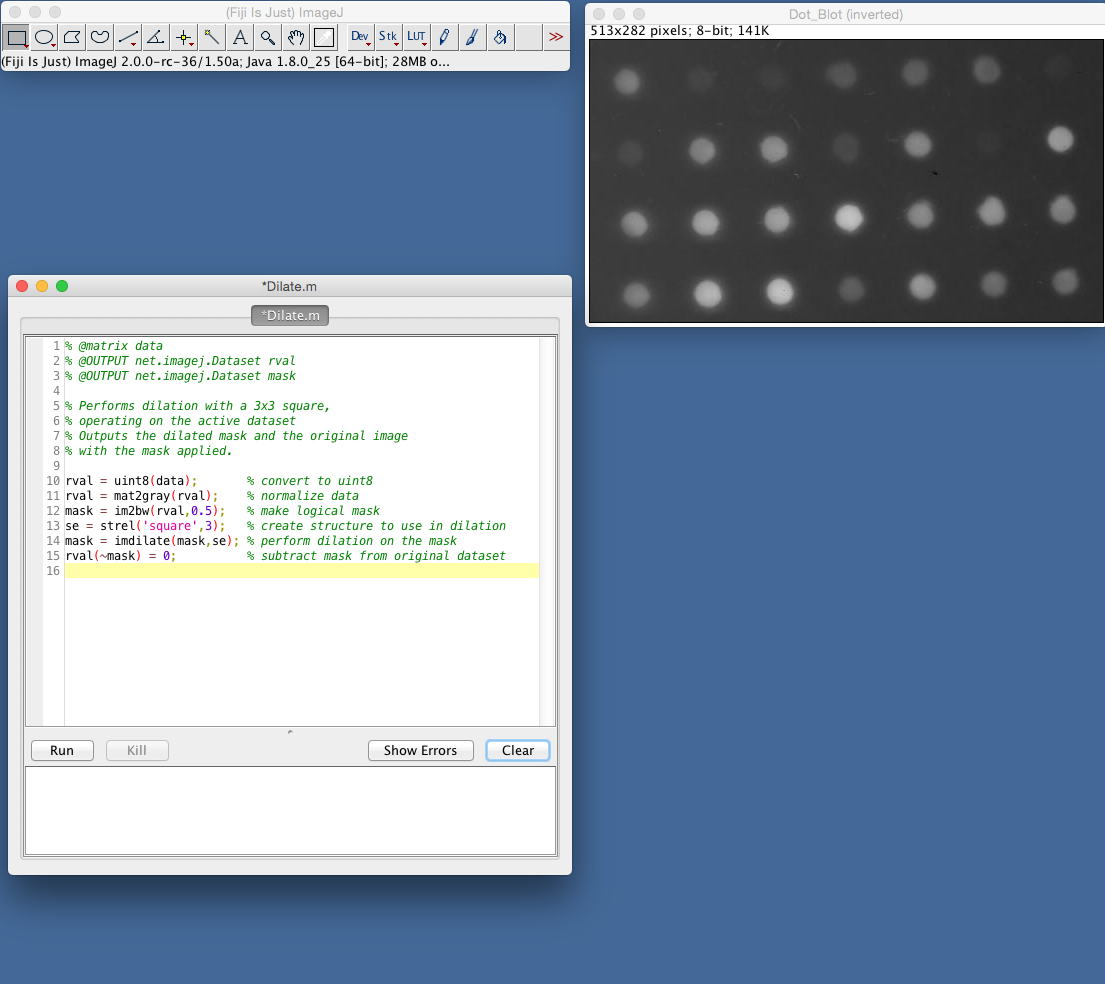 (Fiji Is Just) ImageJ
A Dev Stk LUT >>
(Fiji Is Just) ImageJ 2.0.0-rc-36/1.50a; Java 1.8.0_25 [64-bit]; 28MB o...
Dot_Blot (inverted)
513x282 pixels; 8-bit; 141K
*Dilate.m
*Dilate.m
1 % @matrix data
2 % @OUTPUT net.imagej.Dataset rval
3 % @OUTPUT net.imagej.Dataset mask
4
5 % Performs dilation with a 3x3 square,
6 % operating on the active dataset
7 % Outputs the dilated mask and the original image
8 % with the mask applied.
9
10 rval = uint8(data);       % convert to uint8
11 rval = mat2gray(rval);    % normalize data
12 mask = im2bw(rval,0.5);   % make logical mask
13 se = strel('square',3);   % create structure to use in dilation
14 mask = imdilate(mask,se); % perform dilation on the mask
15 rval(~mask) = 0;          % subtract mask from original dataset
16
Run Kill Show Errors Clear